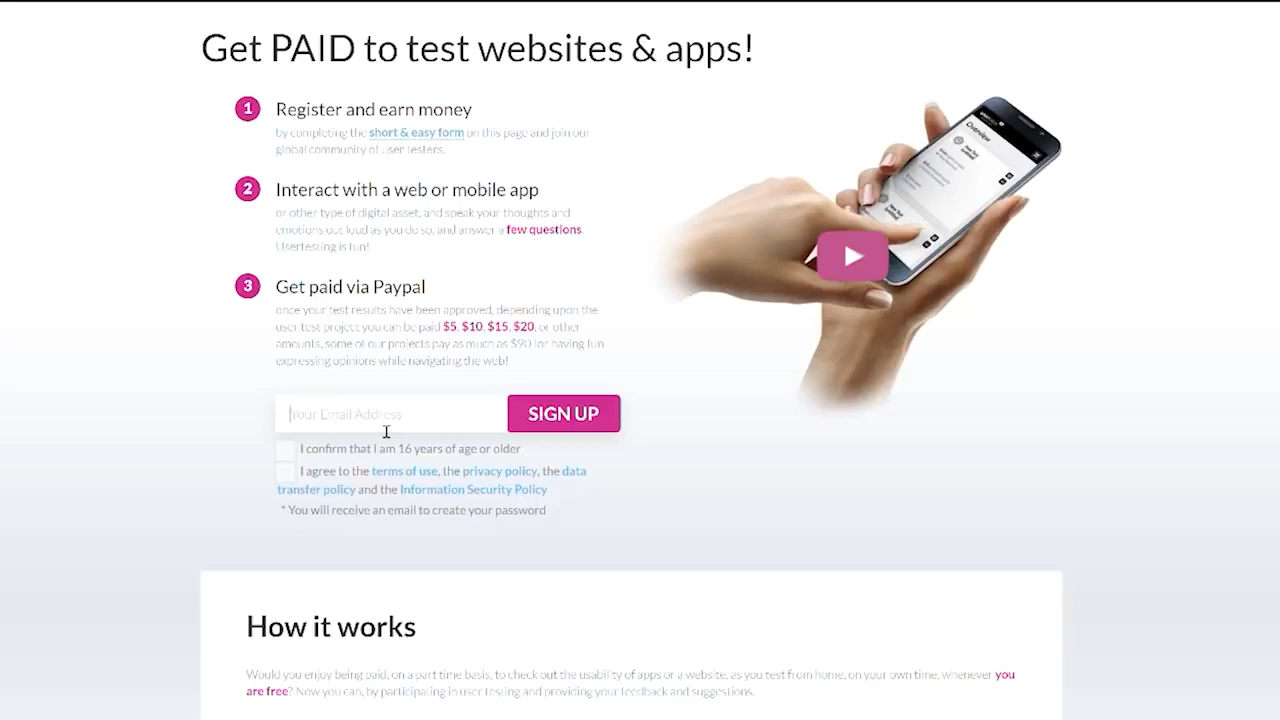 Get PAID to test websites & apps!
1 Register and earn money
by completing the short & easy form on this page and join our
global community of user testers.
2 Interact with a web or mobile app
or other type of digital asset, and speak your thoughts and
emotions out loud as you do so, and answer a few questions.
Usertesting is fun!
3 Get paid via Paypal
once your test results have been approved, depending upon the
user test project you can be paid $5, $10, $15, $20, or other
amounts, some of our projects pay as much as $90 for having fun
expressing opinions while navigating the web!
Overview
Your Email Address
SIGN UP
I confirm that I am 16 years of age or older
I agree to the terms of use, the privacy policy, the data
transfer policy and the Information Security Policy
* You will receive an email to create your password
How it works
Would you enjoy being paid, on a part time basis, to check out the usability of apps or a website, as you test from home, on your own time, whenever you
are free? Now you can, by participating in user testing and providing your feedback and suggestions.